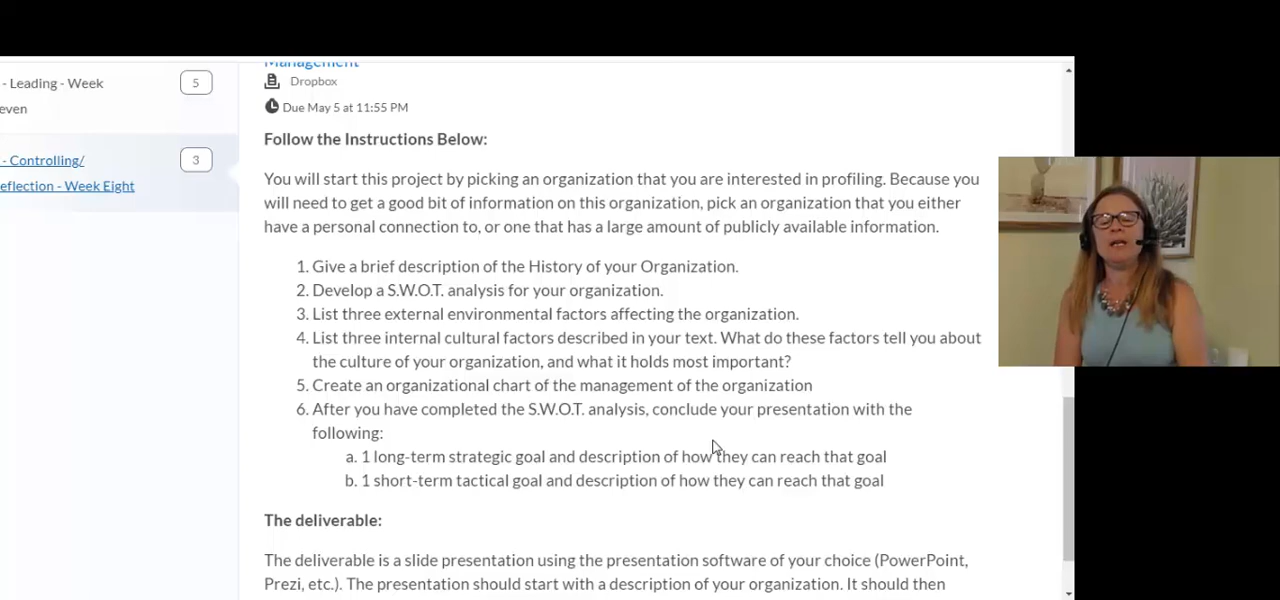 Management
- Leading - Week
5
Dropbox
even
Due May 5 at 11:55 PM
Follow the Instructions Below:
- Controlling/
3
eflection - Week Eight
You will start this project by picking an organization that you are interested in profiling. Because you
will need to get a good bit of information on this organization, pick an organization that you either
have a personal connection to, or one that has a large amount of publicly available information.
1. Give a brief description of the History of your Organization.
2. Develop a S.W.O.T. analysis for your organization.
3. List three external environmental factors affecting the organization.
4. List three internal cultural factors described in your text. What do these factors tell you about
the culture of your organization, and what it holds most important?
5. Create an organizational chart of the management of the organization
6. After you have completed the S.W.O.T. analysis, conclude your presentation with the
following:
a. 1 long-term strategic goal and description of how they can reach that goal
b. 1 short-term tactical goal and description of how they can reach that goal
The deliverable:
The deliverable is a slide presentation using the presentation software of your choice (PowerPoint,
Prezi, etc.). The presentation should start with a description of your organization. It should then